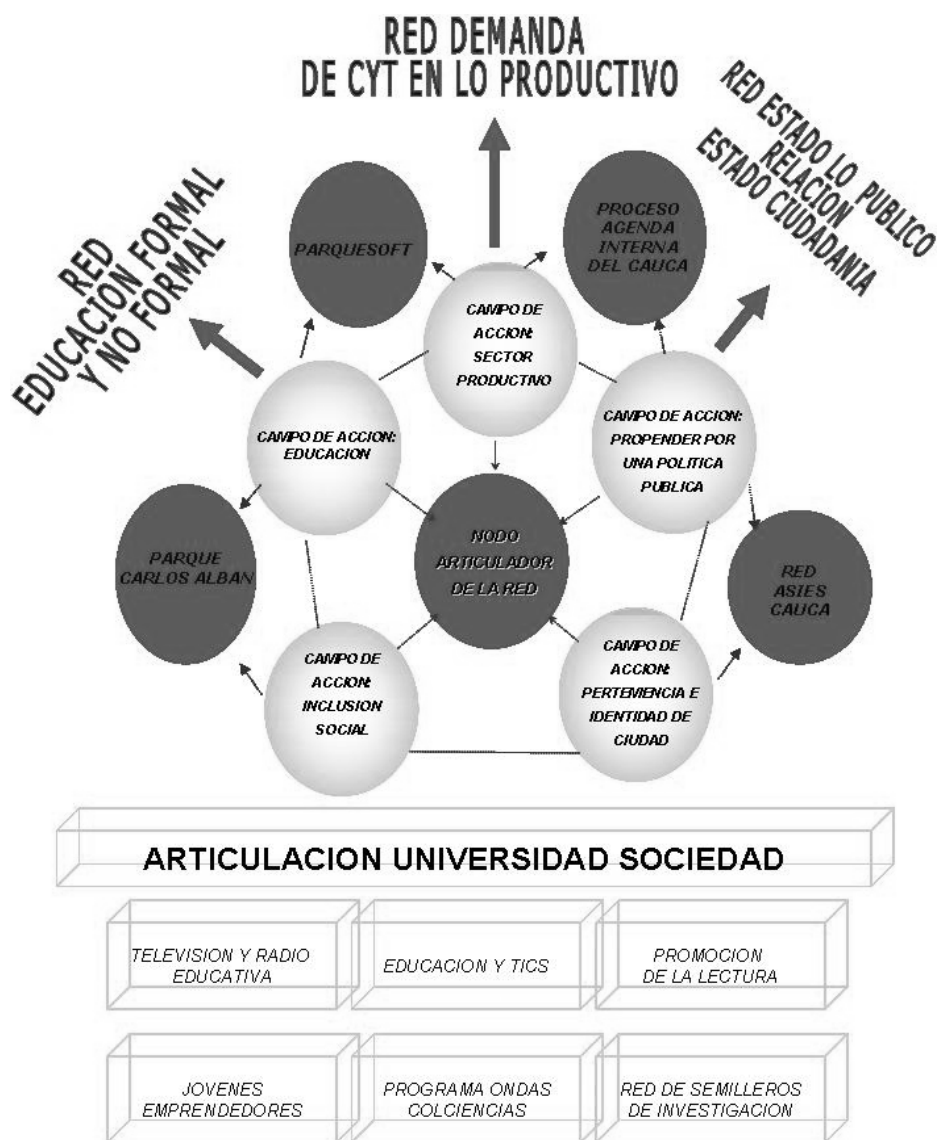 RED DEMANDA
DE CYT EN LO PRODUCTIVO
RED ESTADO LO PUBLICO
RELACION
ESTADO CIUDADANIA
RED
EDUCACION FORMAL
Y NO FORMAL
PARQUESOFT
PROCESO
AGENDA
INTERNA
DEL CAUCA
CAMPO DE
ACCION:
SECTOR
PRODUCTIVO
CAMPO DE ACCION:
EDUCACION
CAMPO DE ACCION:
PROPENDER POR
UNA POLITICA
PUBLICA
PARQUE
CARLOS ALBAN
NODO
ARTICULADOR
DE LA RED
RED
ASIES
CAUCA
CAMPO DE
ACCION:
INCLUSION
SOCIAL
CAMPO DE
ACCION:
PERTEMENCIA E
IDENTIDAD DE
CIUDAD
ARTICULACION UNIVERSIDAD SOCIEDAD
TELEVISION Y RADIO
EDUCATIVA
EDUCACION Y TICS
PROMOCION
DE LA LECTURA
JOVENES
EMPRENDEDORES
PROGRAMA ONDAS
COLCIENCIAS
RED DE SEMILLEROS
DE INVESTIGACION